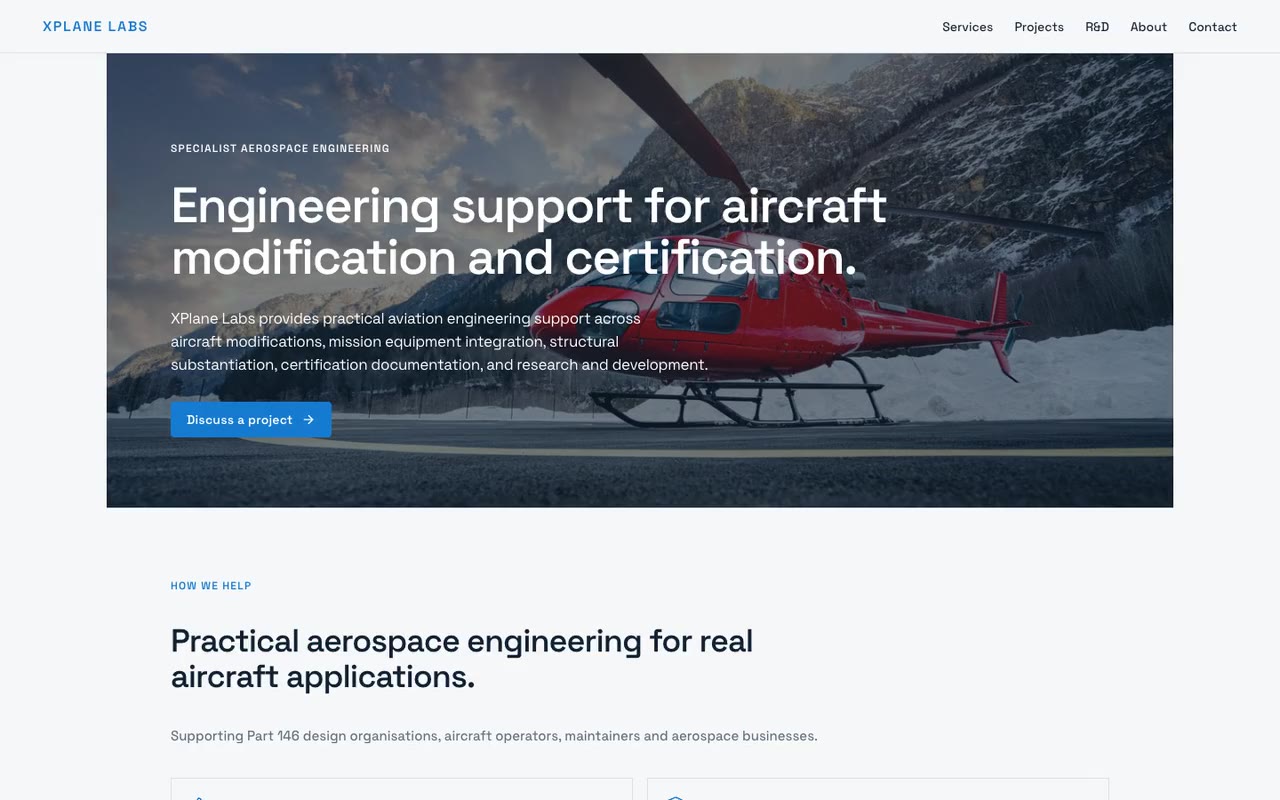 XPLANE LABS
Services Projects R&D About Contact
SPECIALIST AEROSPACE ENGINEERING
Engineering support for aircraft
modification and certification.
XPlane Labs provides practical aviation engineering support across
aircraft modifications, mission equipment integration, structural
substantiation, certification documentation, and research and development.
Discuss a project →
HOW WE HELP
Practical aerospace engineering for real
aircraft applications.
Supporting Part 146 design organisations, aircraft operators, maintainers and aerospace businesses.